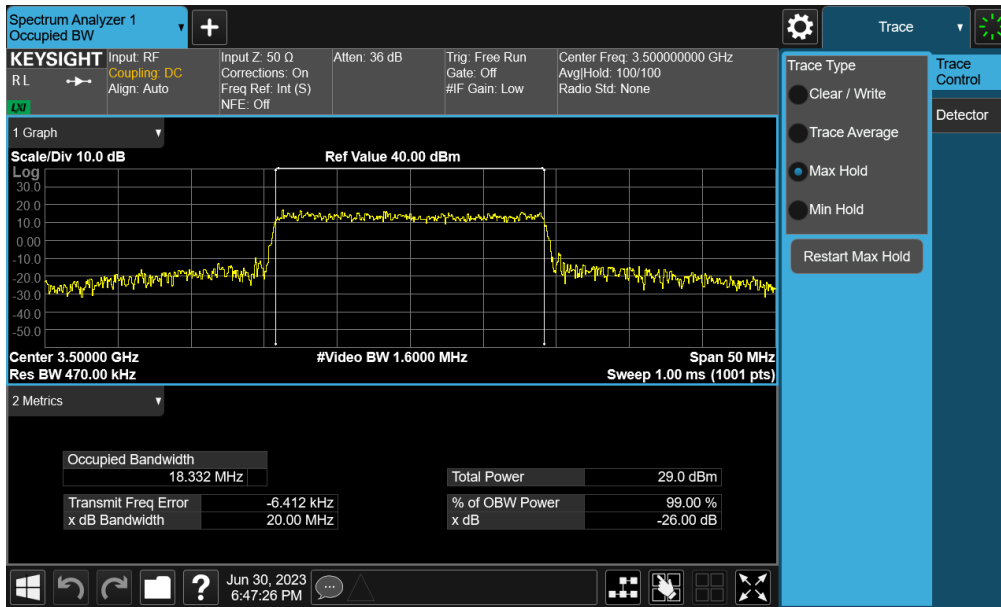 Spectrum Analyzer 1
Occupied BW
+
Trace
KEYSIGHT
R L
LXI
Input: RF
Coupling: DC
Align: Auto
Input Z: 50 Ω
Corrections: On
Freq Ref: Int (S)
NFE: Off
Atten: 36 dB
Trig: Free Run
Gate: Off
#IF Gain: Low
Center Freq: 3.500000000 GHz
Avg|Hold: 100/100
Radio Std: None
Trace Type
Clear / Write
Trace Average
Max Hold
Min Hold
Restart Max Hold
Trace
Control
Detector
1 Graph
Scale/Div 10.0 dB
Ref Value 40.00 dBm
Log
30.0
20.0
10.0
0.00
-10.0
-20.0
-30.0
-40.0
-50.0
Center 3.50000 GHz
#Video BW 1.6000 MHz
Span 50 MHz
Res BW 470.00 kHz
Sweep 1.00 ms (1001 pts)
2 Metrics
Occupied Bandwidth
18.332 MHz
Total Power 29.0 dBm
Transmit Freq Error -6.412 kHz
% of OBW Power 99.00 %
x dB Bandwidth 20.00 MHz
x dB -26.00 dB
?
Jun 30, 2023
6:47:26 PM